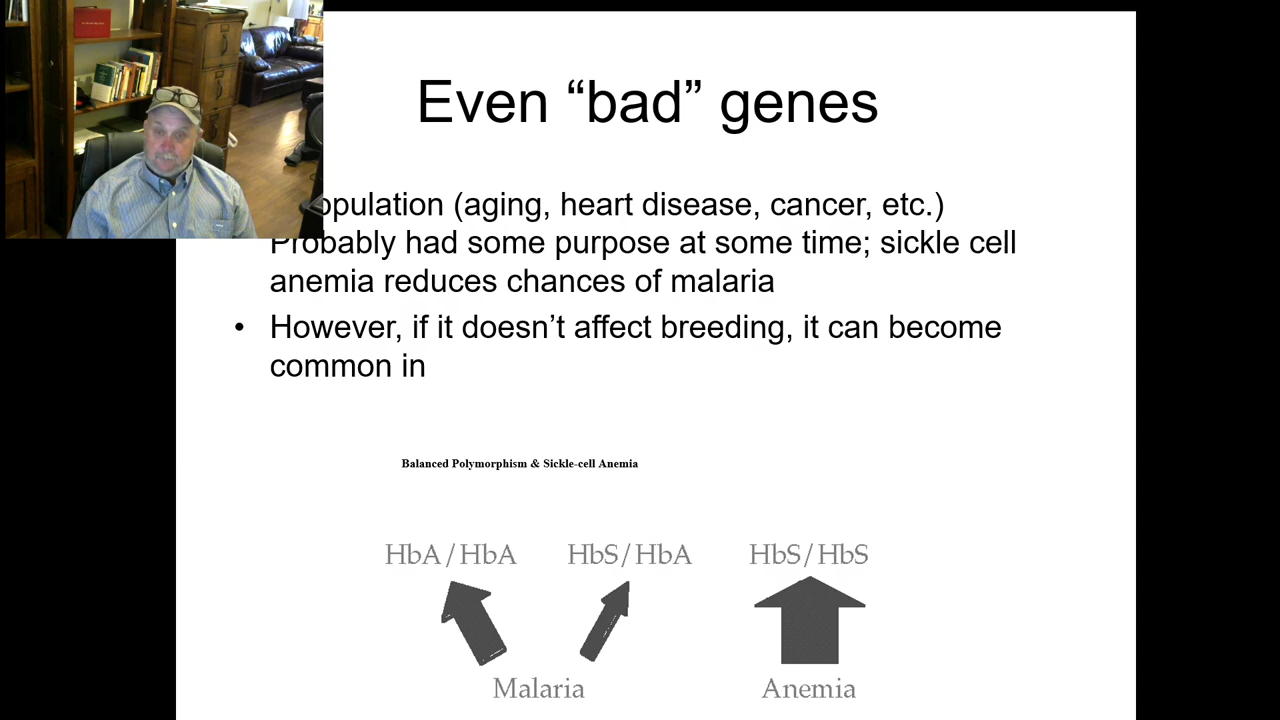 Even “bad” genes
opulation (aging, heart disease, cancer, etc.)
Probably had some purpose at some time; sickle cell
anemia reduces chances of malaria
• However, if it doesn’t affect breeding, it can become
common in
Balanced Polymorphism & Sickle-cell Anemia
HbA/HbA HbS/HbA HbS/HbS
Malaria Anemia